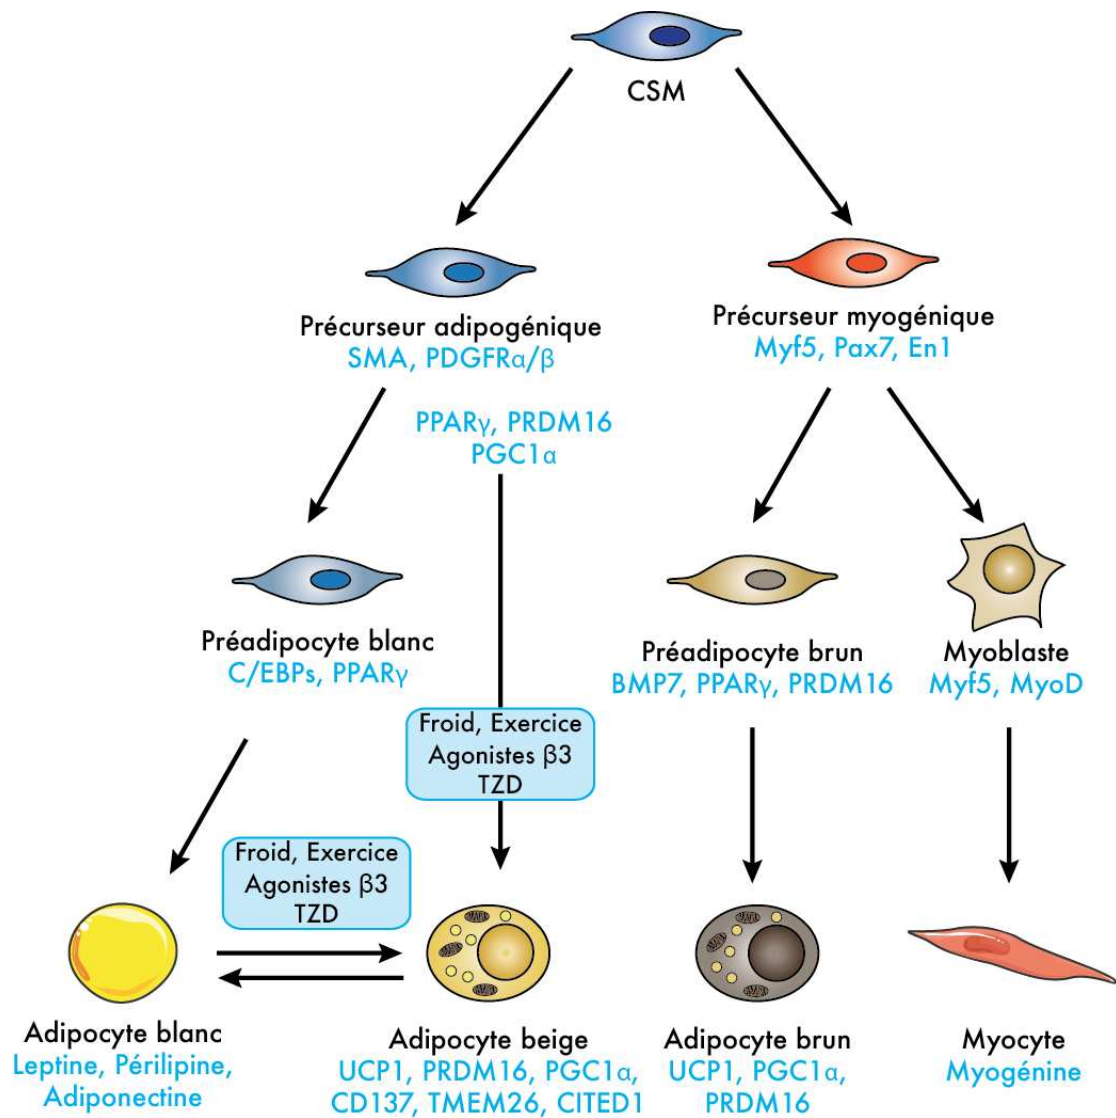 CSM
Précurseur adipogénique
SMA, PDGFRα/β
Précurseur myogénique
Myf5, Pax7, En1
PPARγ, PRDM16
PGC1α
Préadipocyte blanc
C/EBPs, PPARγ
Préadipocyte brun
BMP7, PPARγ, PRDM16
Myoblaste
Myf5, MyoD
Froid, Exercice
Agonistes β3
TZD
Froid, Exercice
Agonistes β3
TZD
Adipocyte blanc
Leptine, Périlipine,
Adiponectine
Adipocyte beige
UCP1, PRDM16, PGC1α,
CD137, TMEM26, CITED1
Adipocyte brun
UCP1, PGC1α,
PRDM16
Myocyte
Myogénine